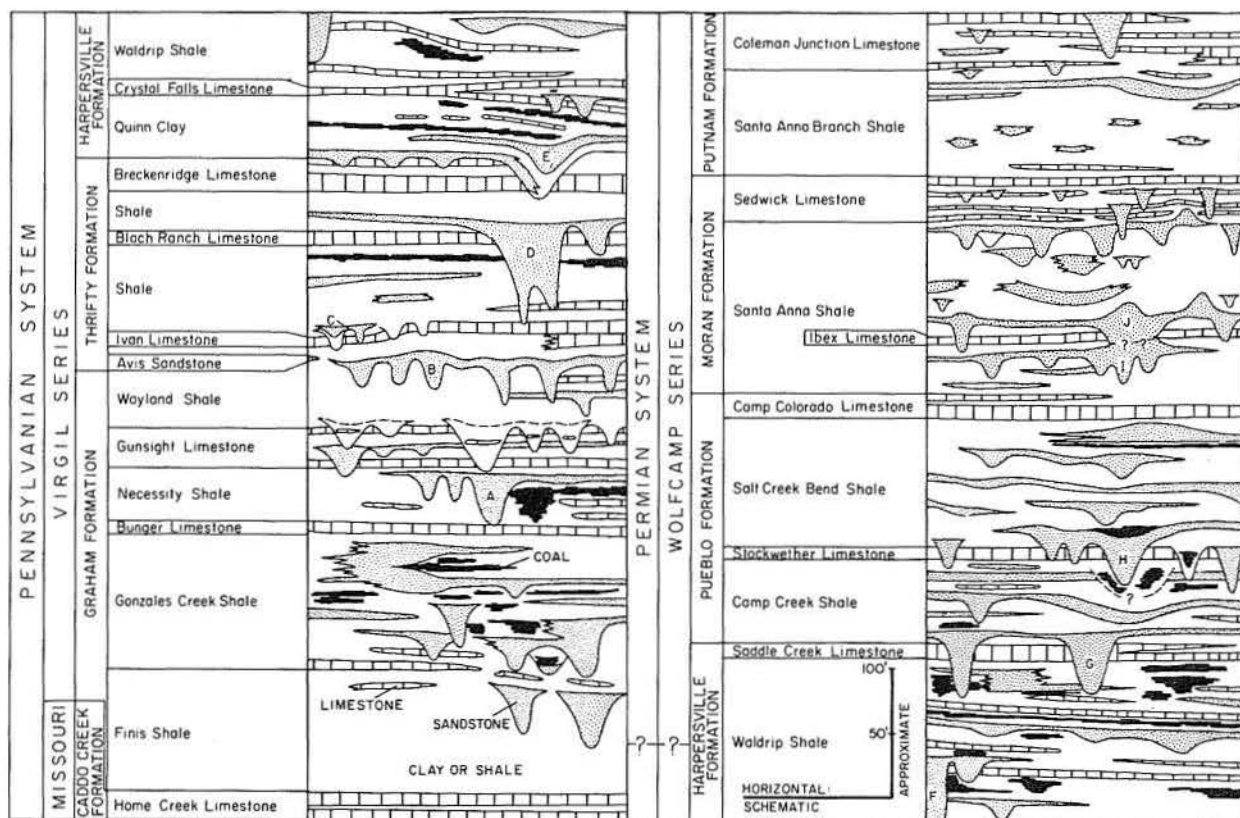 PENNSYLVANIAN SYSTEM
VIRGIL SERIES
MISSOURI
HARPERSVILLE
FORMATION
THRIFTY FORMATION
GRAHAM FORMATION
CADDO CREEK
FORMATION
Waldrip Shale
Crystal Falls Limestone
Quinn Clay
Breckenridge Limestone
Shale
Blach Ranch Limestone
Shale
Ivan Limestone
Avis Sandstone
Wayland Shale
Gunsight Limestone
Necessity Shale
Bunger Limestone
Gonzales Creek Shale
Finis Shale
Home Creek Limestone
E
D
C
B
A
COAL
LIMESTONE
SANDSTONE
CLAY OR SHALE
PERMIAN SYSTEM
WOLFCAMP SERIES
? ?
PUTNAM FORMATION
MORAN FORMATION
PUEBLO FORMATION
HARPERSVILLE
FORMATION
Coleman Junction Limestone
Santa Anna Branch Shale
Sedwick Limestone
Santa Anna Shale
Ibex Limestone
Camp Colorado Limestone
Salt Creek Bend Shale
Stockwether Limestone
Camp Creek Shale
Saddle Creek Limestone
Waldrip Shale
100'
50'
APPROXIMATE
HORIZONTAL:
SCHEMATIC
J
? ?
I
H
?
G
F